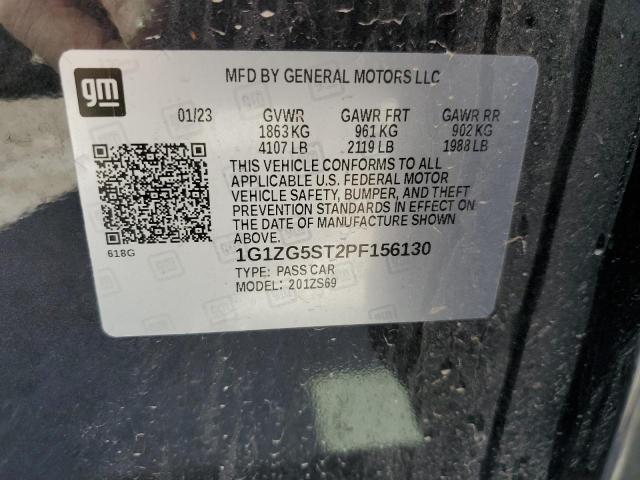 gm
MFD BY GENERAL MOTORS LLC
01/23 GVWR GAWR FRT GAWR RR
1863 KG 961 KG 902 KG
4107 LB 2119 LB 1988 LB
THIS VEHICLE CONFORMS TO ALL
APPLICABLE U.S. FEDERAL MOTOR
VEHICLE SAFETY, BUMPER, AND THEFT
PREVENTION STANDARDS IN EFFECT ON
THE DATE OF MANUFACTURE SHOWN
ABOVE.
618G
1G1ZG5ST2PF156130
TYPE: PASS CAR
MODEL: 201ZS69